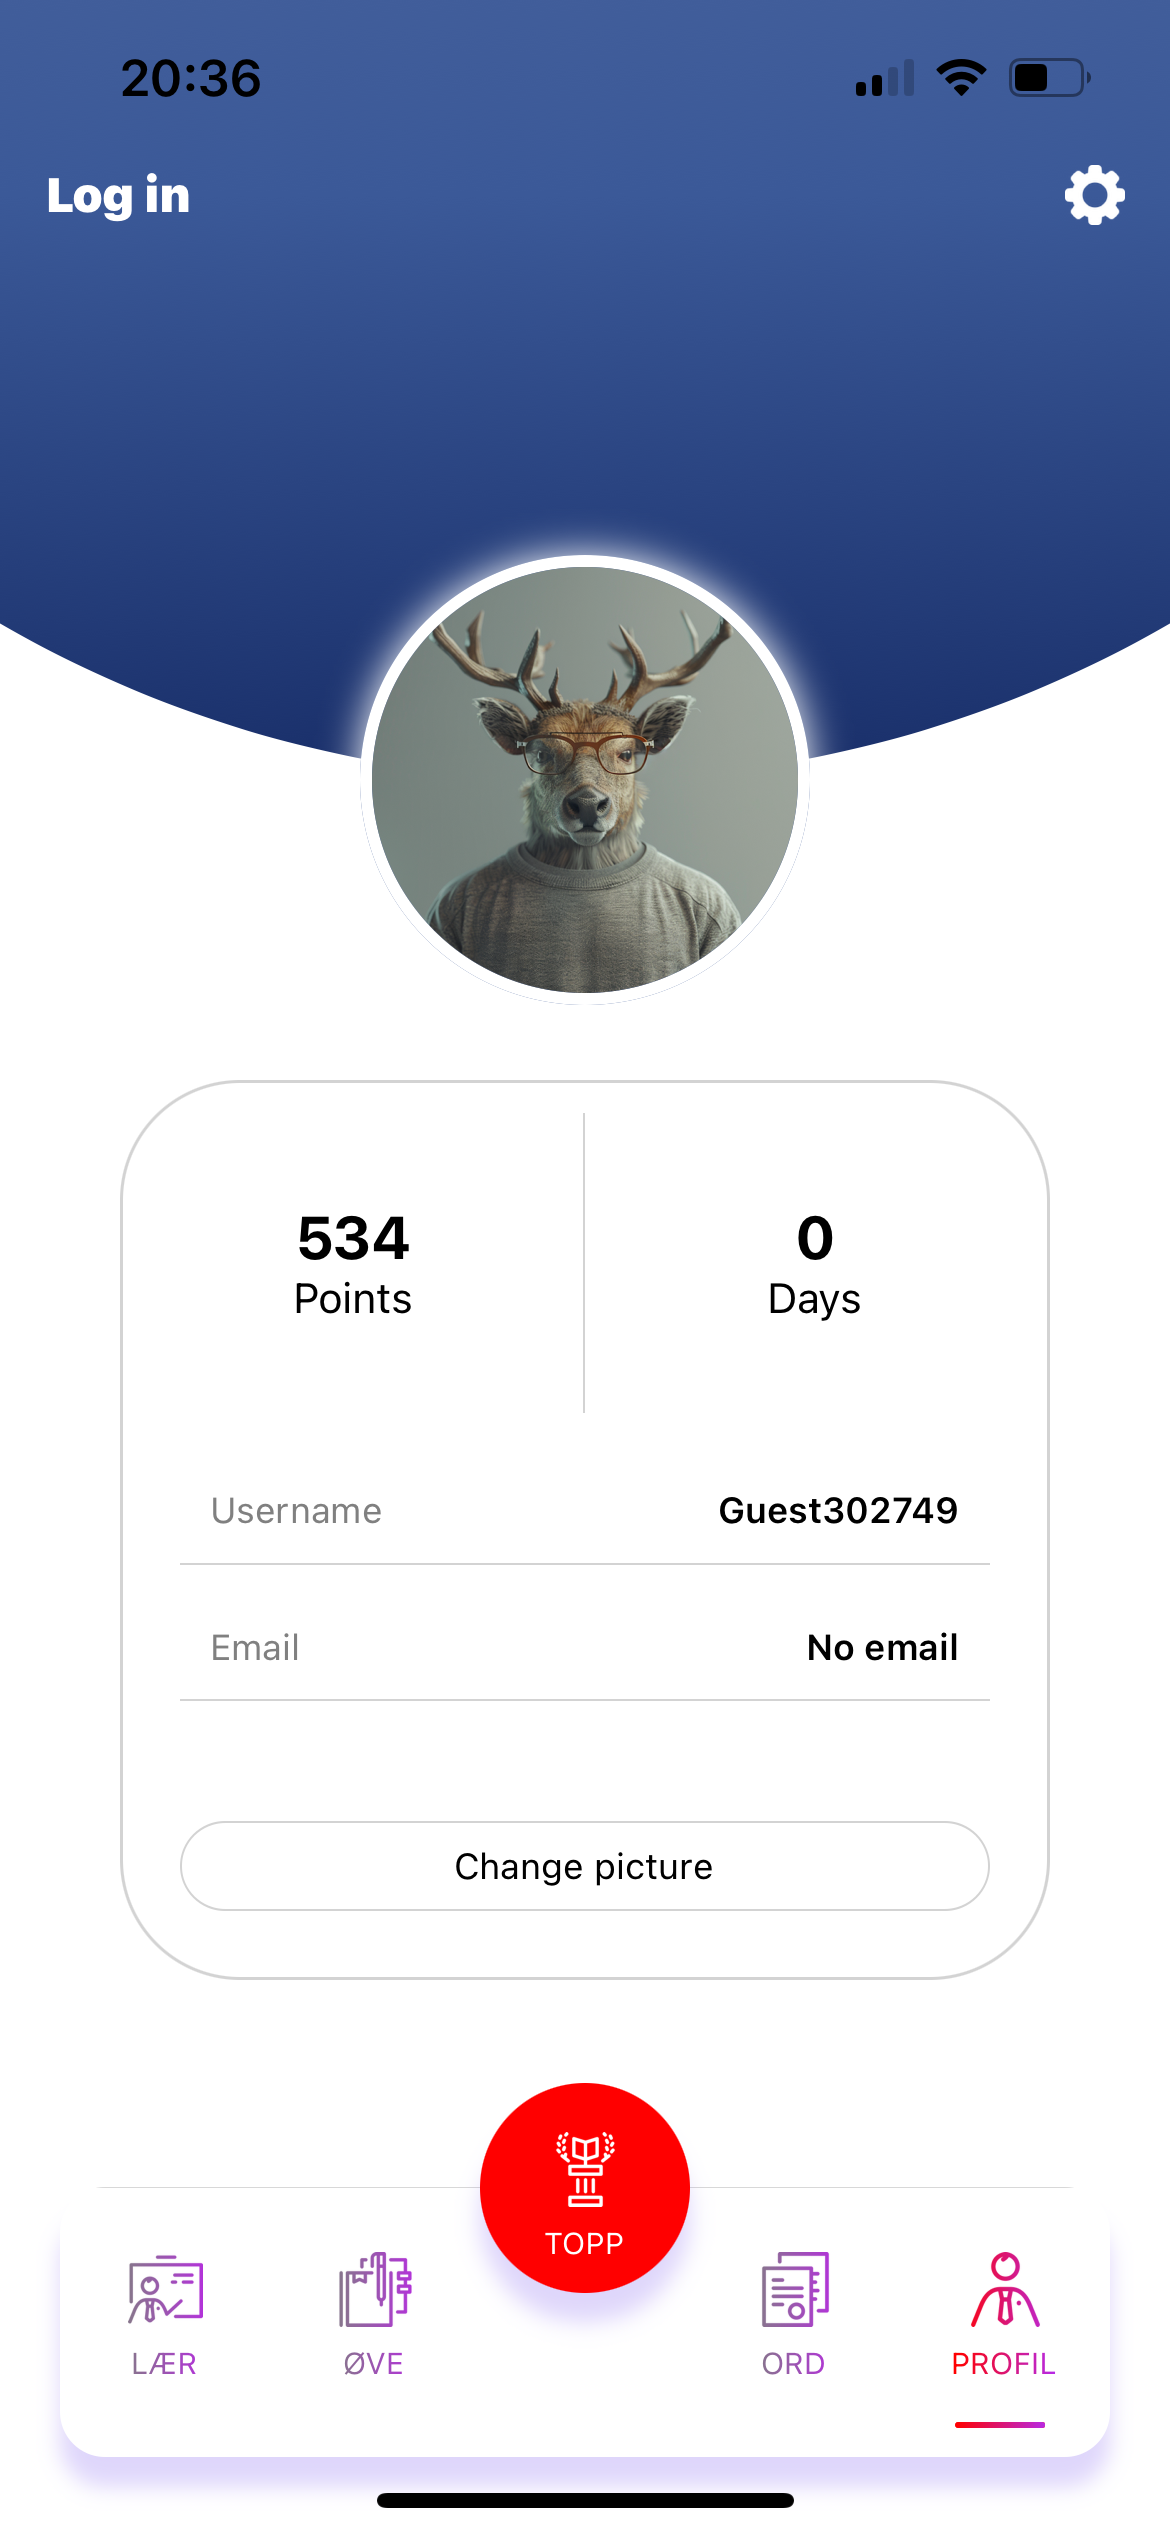 20:36
Log in
534
Points
0
Days
Username
Guest302749
Email
No email
Change picture
TOPP
LÆR
ØVE
ORD
PROFIL